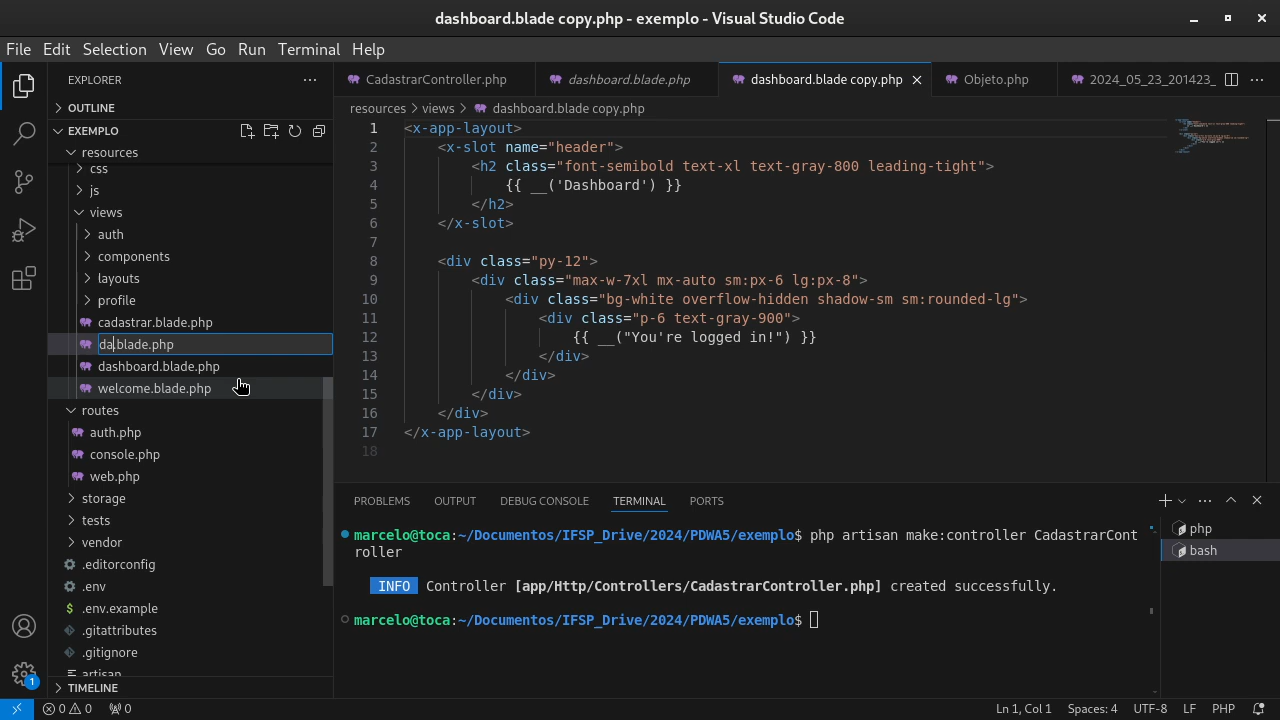 dashboard.blade copy.php - exemplo - Visual Studio Code
File Edit Selection View Go Run Terminal Help
EXPLORER
OUTLINE
EXEMPLO
resources
css
js
views
auth
components
layouts
profile
cadastrar.blade.php
da.blade.php
dashboard.blade.php
welcome.blade.php
routes
auth.php
console.php
web.php
storage
tests
vendor
.editorconfig
.env
.env.example
.gitattributes
.gitignore
artisan
TIMELINE
CadastrarController.php dashboard.blade.php dashboard.blade copy.php Objeto.php 2024_05_23_201423_
resources > views > dashboard.blade copy.php
1 <x-app-layout>
2 <x-slot name="header">
3 <h2 class="font-semibold text-xl text-gray-800 leading-tight">
4 {{ __('Dashboard') }}
5 </h2>
6 </x-slot>
7
8 <div class="py-12">
9 <div class="max-w-7xl mx-auto sm:px-6 lg:px-8">
10 <div class="bg-white overflow-hidden shadow-sm sm:rounded-lg">
11 <div class="p-6 text-gray-900">
12 {{ __("You're logged in!") }}
13 </div>
14 </div>
15 </div>
16 </div>
17 </x-app-layout>
18
PROBLEMS OUTPUT DEBUG CONSOLE TERMINAL PORTS
marcelo@toca:~/Documentos/IFSP_Drive/2024/PDWA5/exemplo$ php artisan make:controller CadastrarCont
roller
INFO Controller [app/Http/Controllers/CadastrarController.php] created successfully.
marcelo@toca:~/Documentos/IFSP_Drive/2024/PDWA5/exemplo$
php
bash
1
0 0 0 Ln 1, Col 1 Spaces: 4 UTF-8 LF PHP